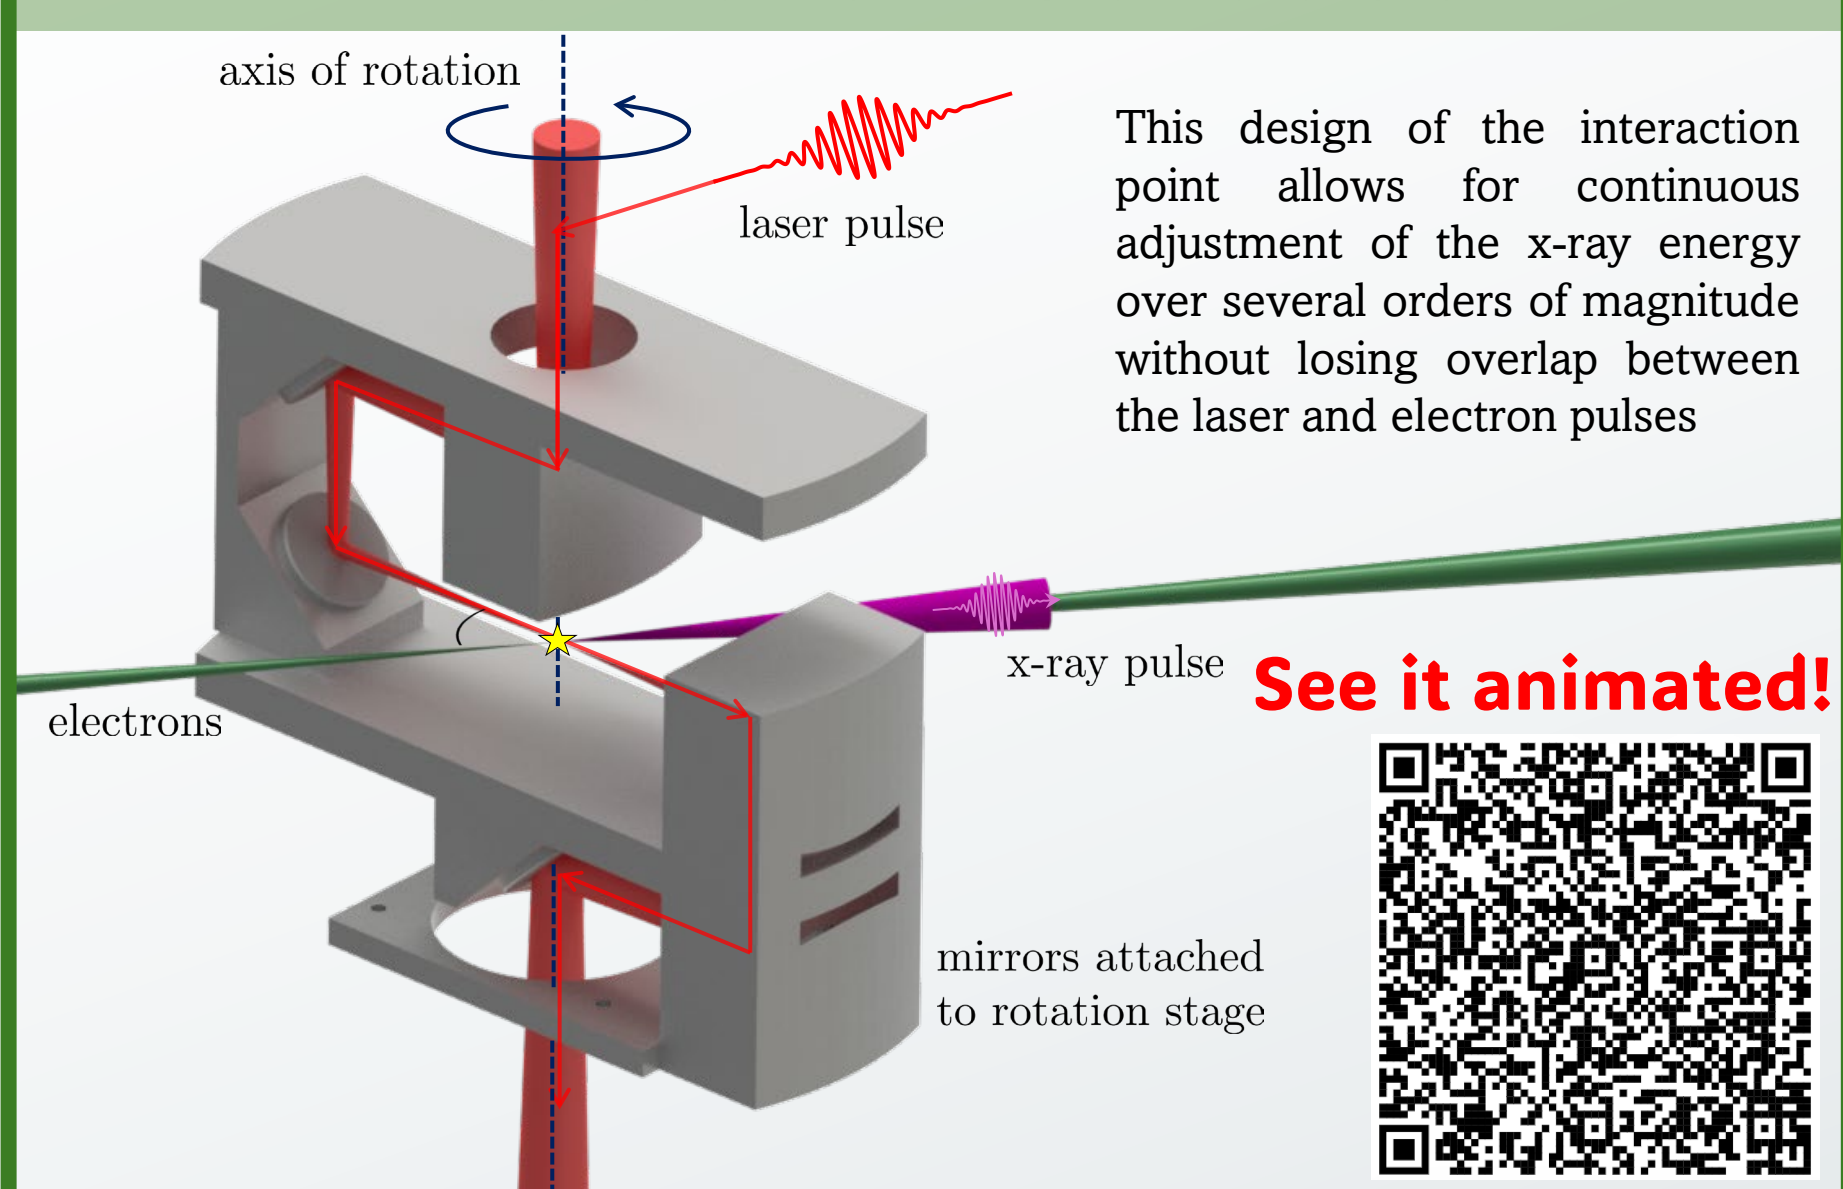 axis of rotation
laser pulse
This design of the interaction
point allows for continuous
adjustment of the x-ray energy
over several orders of magnitude
without losing overlap between
the laser and electron pulses
x-ray pulse
See it animated!
electrons
mirrors attached
to rotation stage